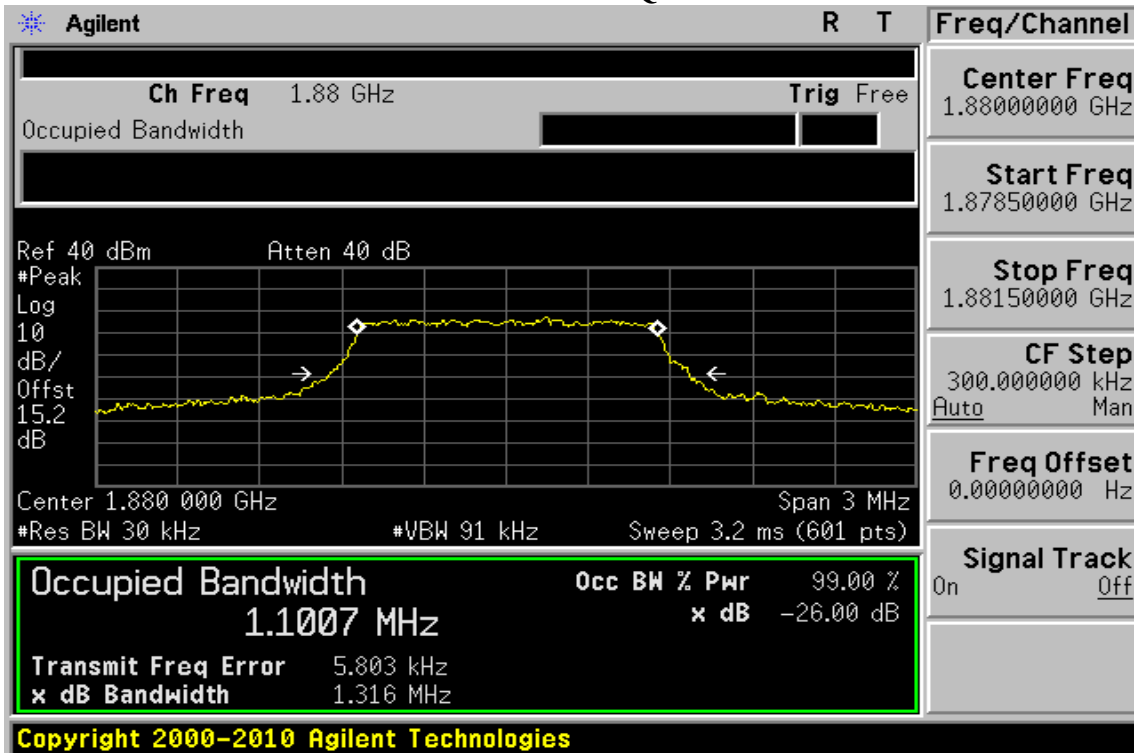 Agilent R T
Freq/Channel
Ch Freq 1.88 GHz Trig Free
Occupied Bandwidth
Center Freq
1.88000000 GHz
Start Freq
1.87850000 GHz
Stop Freq
1.88150000 GHz
CF Step
300.000000 kHz
Auto Man
Freq Offset
0.00000000 Hz
Signal Track
On Off
Ref 40 dBm Atten 40 dB
#Peak
Log
10
dB/
Offst
15.2
dB
Center 1.880 000 GHz Span 3 MHz
#Res BW 30 kHz #VBW 91 kHz Sweep 3.2 ms (601 pts)
Occupied Bandwidth Occ BW % Pwr 99.00 %
1.1007 MHz x dB -26.00 dB
Transmit Freq Error 5.803 kHz
x dB Bandwidth 1.316 MHz
Copyright 2000-2010 Agilent Technologies